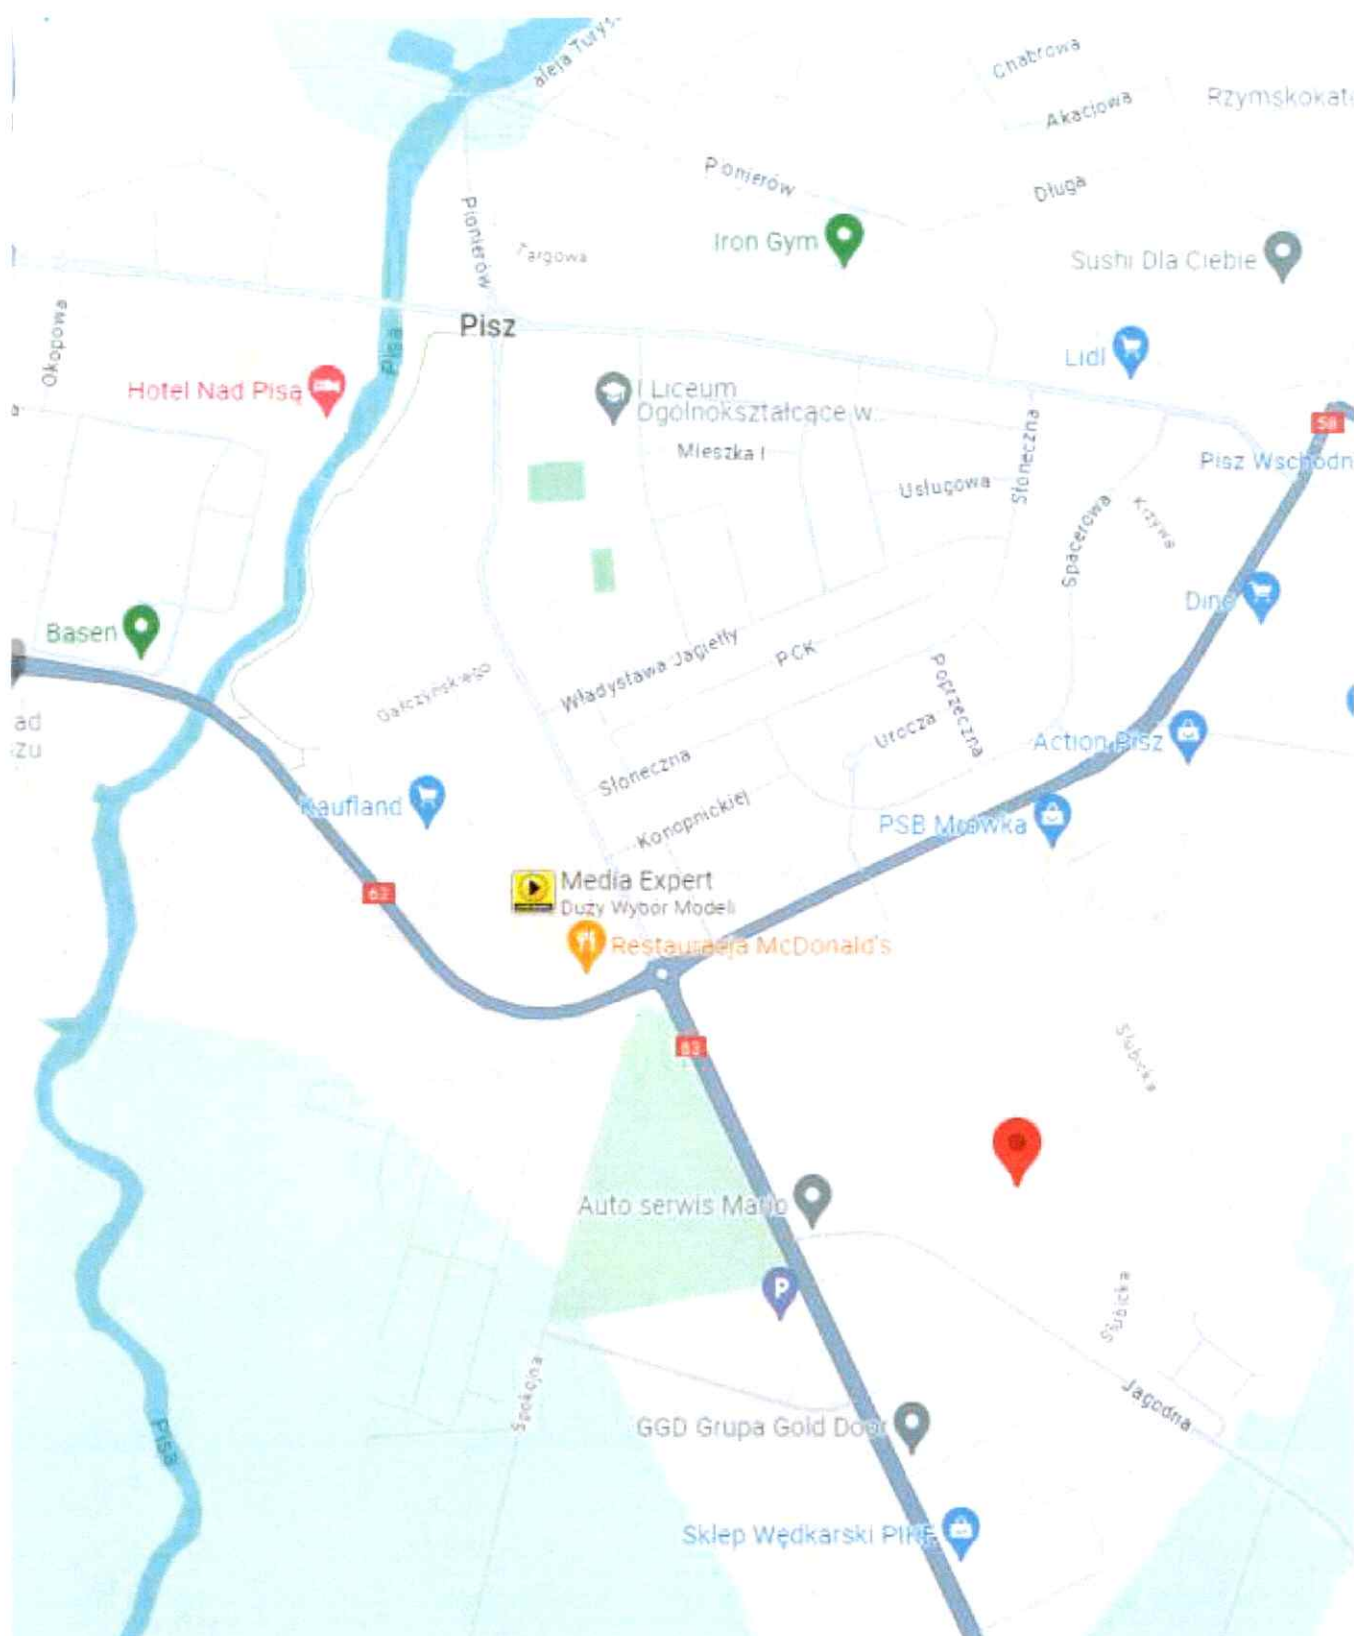 aleja Turys
Chabrowa
Akacjowa
Rzymskokat
Pionierów
Długa
Pionierów
Targowa
Iron Gym
Sushi Dla Ciebie
Okopowa
Pisa
Pisz
Lidl
Hotel Nad Pisą
I Liceum
Ogólnokształcące w...
58
Mieszka I
Słoneczna
Pisz Wschodn
Usługowa
Spacerowa
Krzywa
Dino
Basen
Władysława Jagiełły
PCK
Gałczyńskiego
Poprzeczna
Urocza
ad
zu
Action Pisz
Słoneczna
Kaufland
Konopnickiej
PSB Mrówka
63
Media Expert
Duży Wybór Modeli
Restauracja McDonald's
63
Słubicka
Auto serwis Mario
P
Słubicka
Spokojna
Jagodna
Pisa
GGD Grupa Gold Door
Sklep Wędkarski PIKE